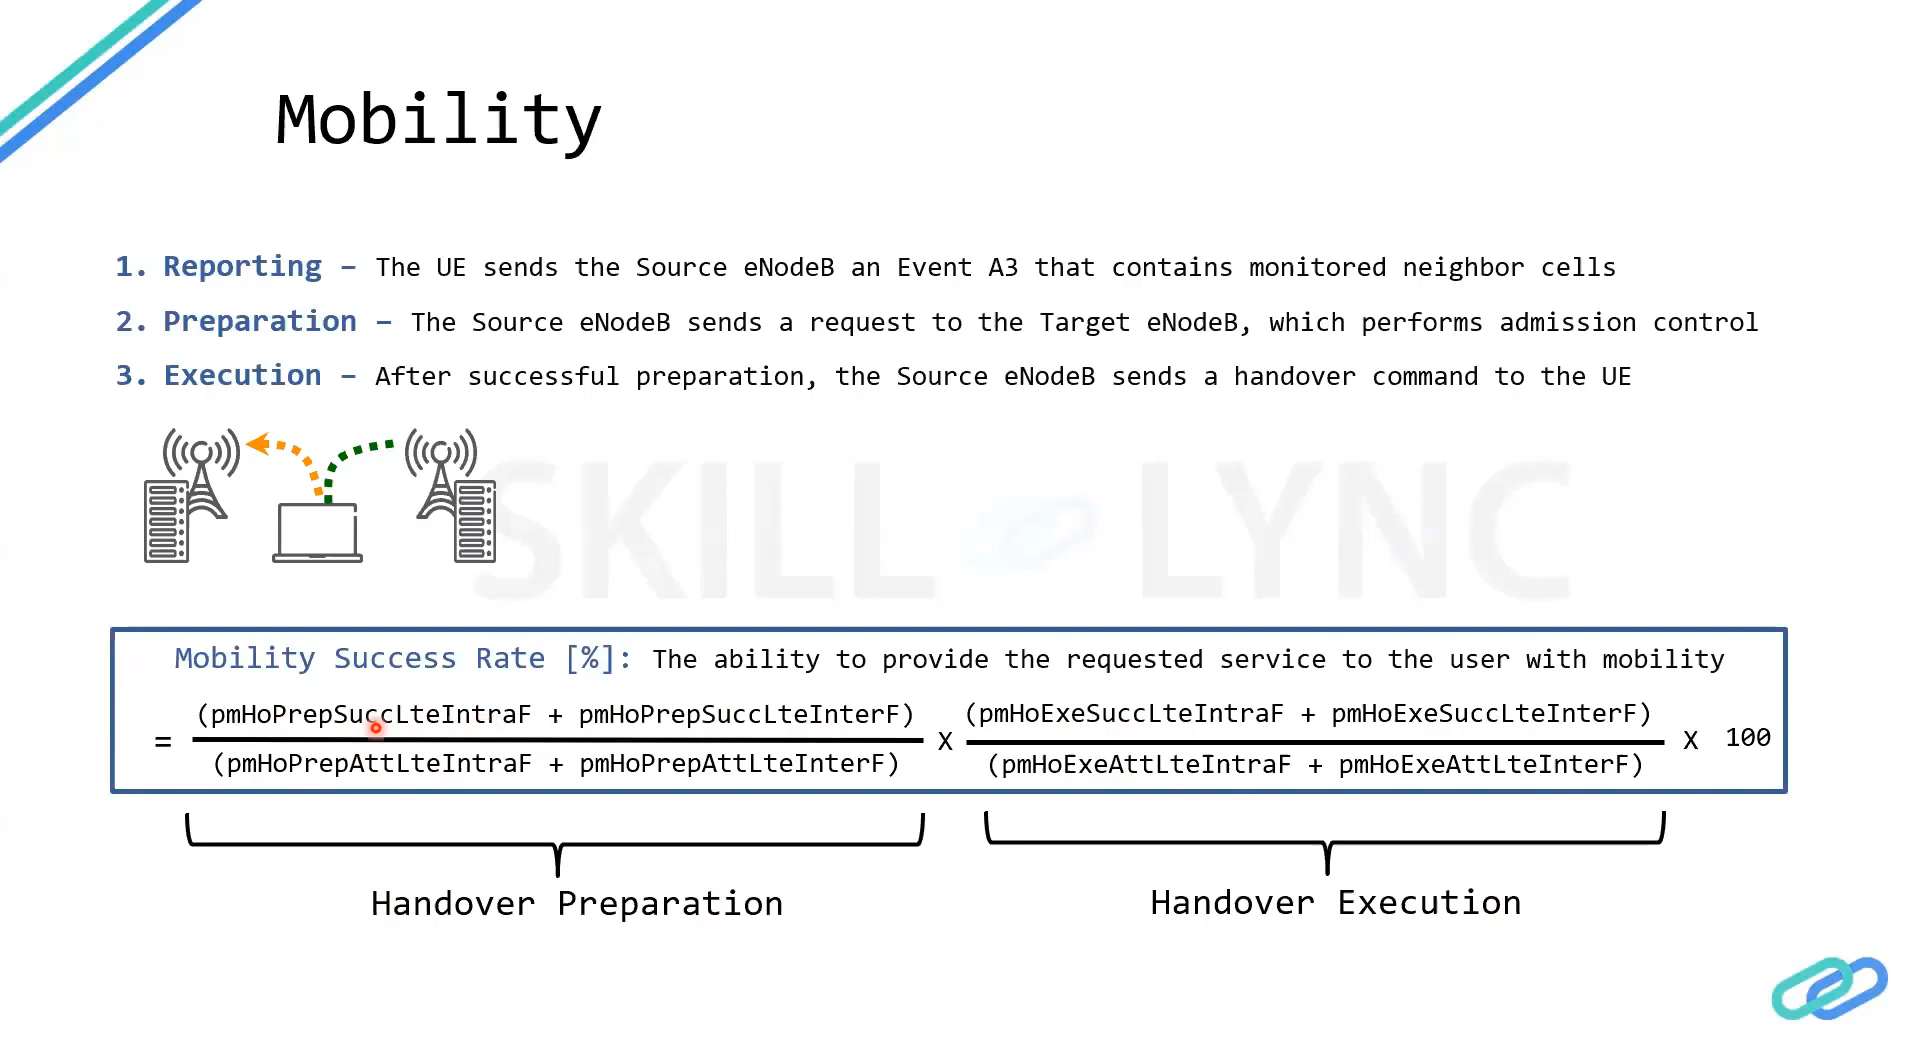 Mobility
1. Reporting – The UE sends the Source eNodeB an Event A3 that contains monitored neighbor cells
2. Preparation – The Source eNodeB sends a request to the Target eNodeB, which performs admission control
3. Execution – After successful preparation, the Source eNodeB sends a handover command to the UE
SKILL LYNC
Mobility Success Rate [%]: The ability to provide the requested service to the user with mobility
(pmHoPrepSuccLteIntraF + pmHoPrepSuccLteInterF) (pmHoExeSuccLteIntraF + pmHoExeSuccLteInterF)
= X X 100
(pmHoPrepAttLteIntraF + pmHoPrepAttLteInterF) (pmHoExeAttLteIntraF + pmHoExeAttLteInterF)
Handover Preparation Handover Execution